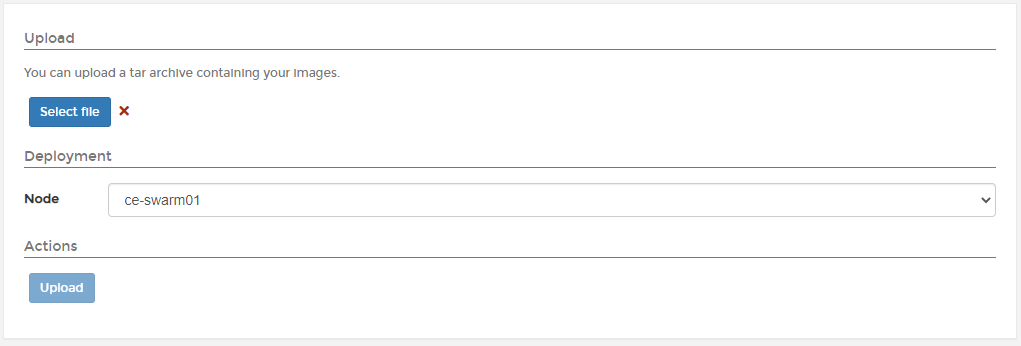 Upload
You can upload a tar archive containing your images.
Select file
Deployment
Node ce-swarm01
Actions
Upload